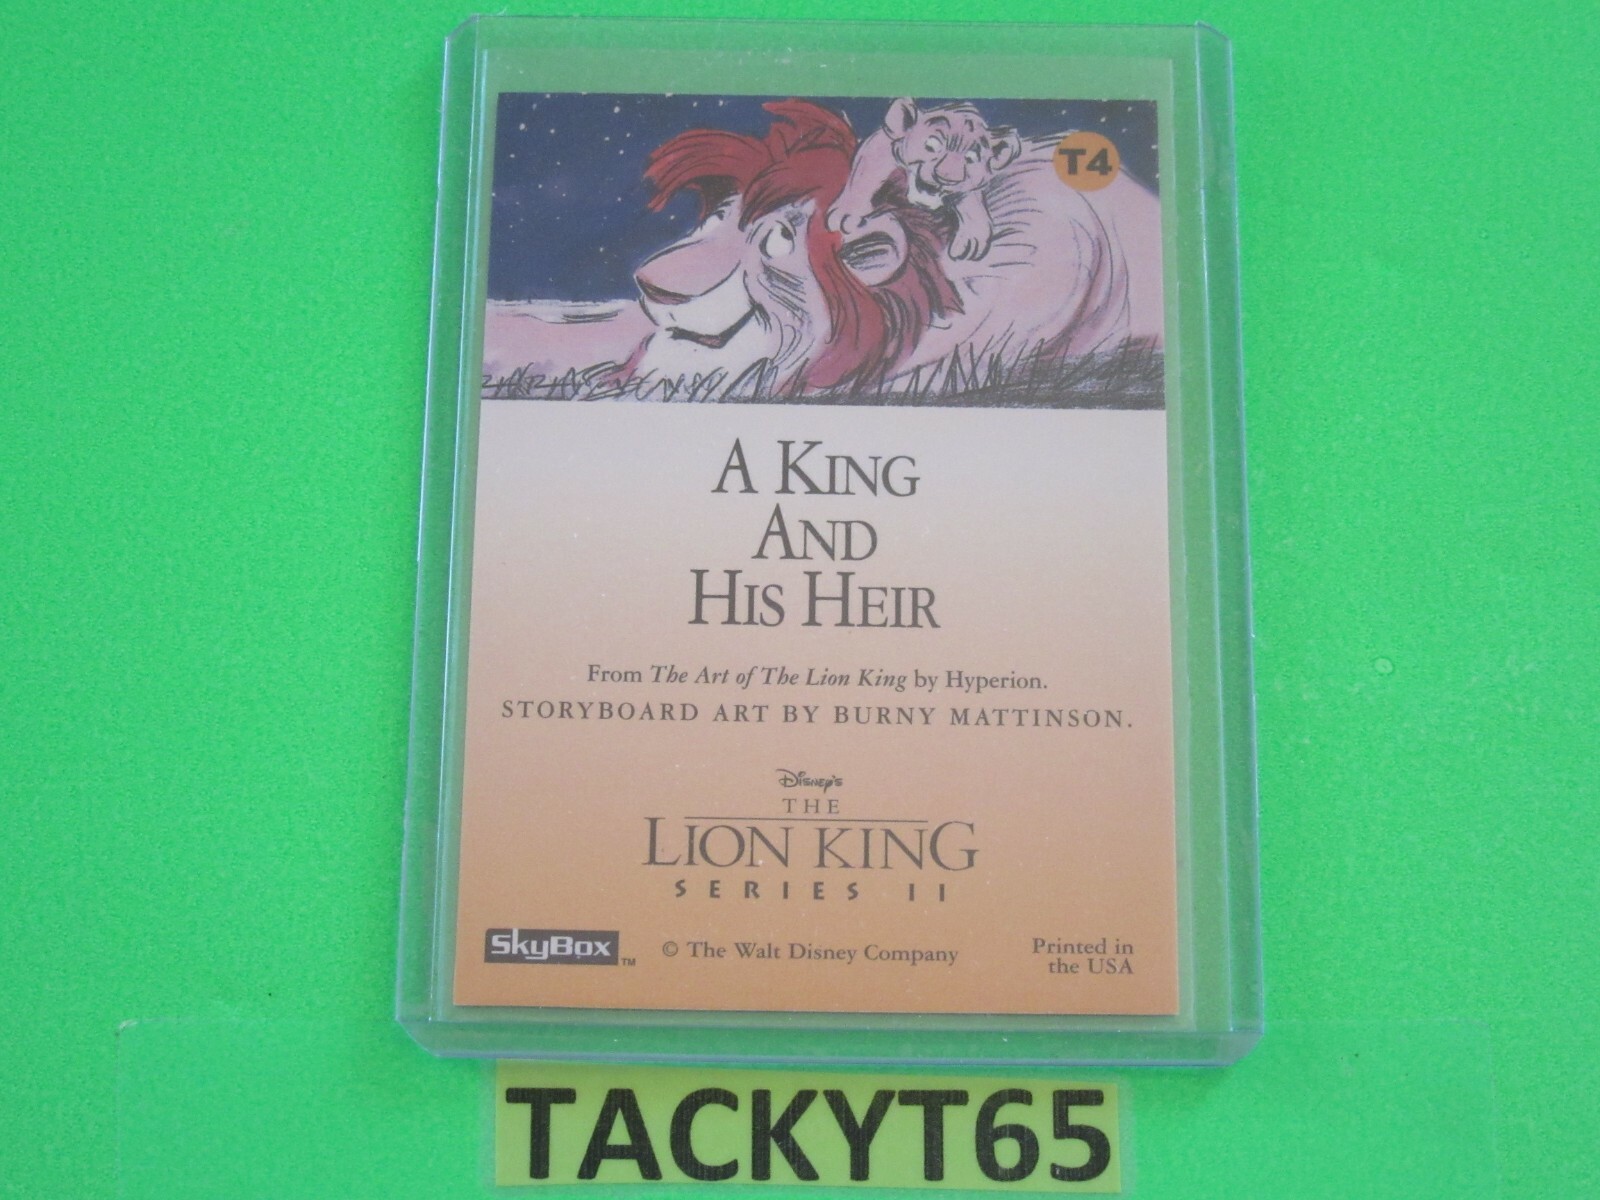 T4
A KING
AND
HIS HEIR
From The Art of The Lion King by Hyperion.
STORYBOARD ART BY BURNY MATTINSON.
Disney's
THE
LION KING
SERIES II
SkyBox TM
© The Walt Disney Company
Printed in
the USA
TACKYT65